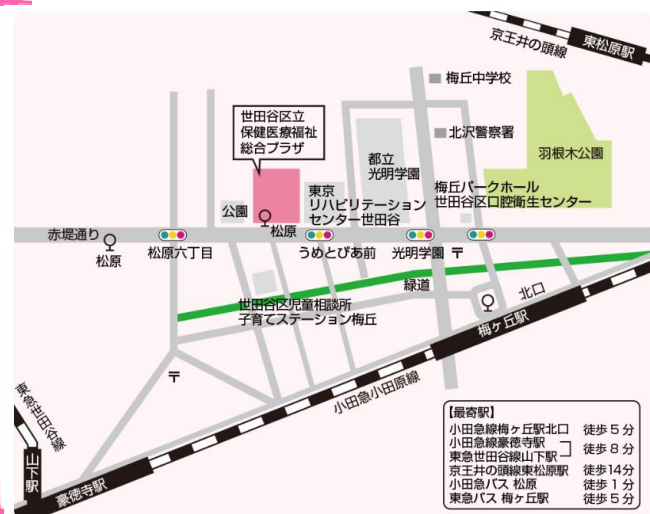 京王井の頭線
東松原駅
梅丘中学校
世田谷区立
保健医療福祉
総合プラザ
北沢警察署
都立
光明学園
羽根木公園
東京
リハビリテーション
センター世田谷
梅丘パークホール
世田谷区口腔衛生センター
公園
松原
赤堤通り
松原
松原六丁目
うめとぴあ前
光明学園
〒
緑道
北口
世田谷区児童相談所
子育てステーション梅丘
梅ヶ丘駅
〒
小田急小田原線
東急世田谷線
山下駅
豪徳寺駅
【最寄駅】
小田急線梅ヶ丘駅北口 徒歩5分
小田急線豪徳寺駅
東急世田谷線山下駅 徒歩8分
京王井の頭線東松原駅 徒歩14分
小田急バス 松原 徒歩1分
東急バス 梅ヶ丘駅 徒歩5分